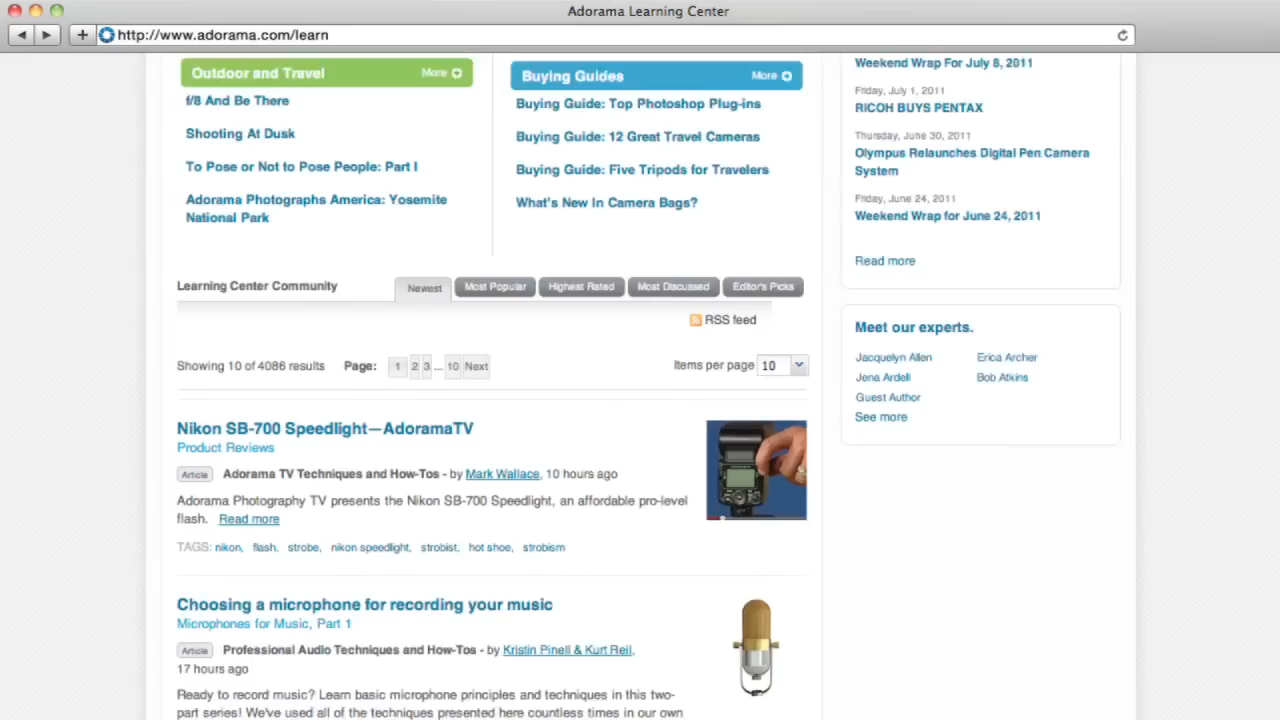 Adorama Learning Center
http://www.adorama.com/learn
Outdoor and Travel More
f/8 And Be There
Shooting At Dusk
To Pose or Not to Pose People: Part I
Adorama Photographs America: Yosemite
National Park
Buying Guides More
Buying Guide: Top Photoshop Plug-ins
Buying Guide: 12 Great Travel Cameras
Buying Guide: Five Tripods for Travelers
What's New In Camera Bags?
Weekend Wrap For July 8, 2011
Friday, July 1, 2011
RICOH BUYS PENTAX
Thursday, June 30, 2011
Olympus Relaunches Digital Pen Camera
System
Friday, June 24, 2011
Weekend Wrap for June 24, 2011
Read more
Meet our experts.
Jacquelyn Allen Erica Archer
Jena Ardell Bob Atkins
Guest Author
See more
Learning Center Community Newest Most Popular Highest Rated Most Discussed Editor's Picks
RSS feed
Showing 10 of 4086 results Page: 1 2 3 ... 10 Next Items per page 10
Nikon SB-700 Speedlight—AdoramaTV
Product Reviews
Article Adorama TV Techniques and How-Tos - by Mark Wallace, 10 hours ago
Adorama Photography TV presents the Nikon SB-700 Speedlight, an affordable pro-level
flash. Read more
TAGS: nikon, flash, strobe, nikon speedlight, strobist, hot shoe, strobism
Choosing a microphone for recording your music
Microphones for Music, Part 1
Article Professional Audio Techniques and How-Tos - by Kristin Pinell & Kurt Reil,
17 hours ago
Ready to record music? Learn basic microphone principles and techniques in this two-
part series! We've used all of the techniques presented here countless times in our own